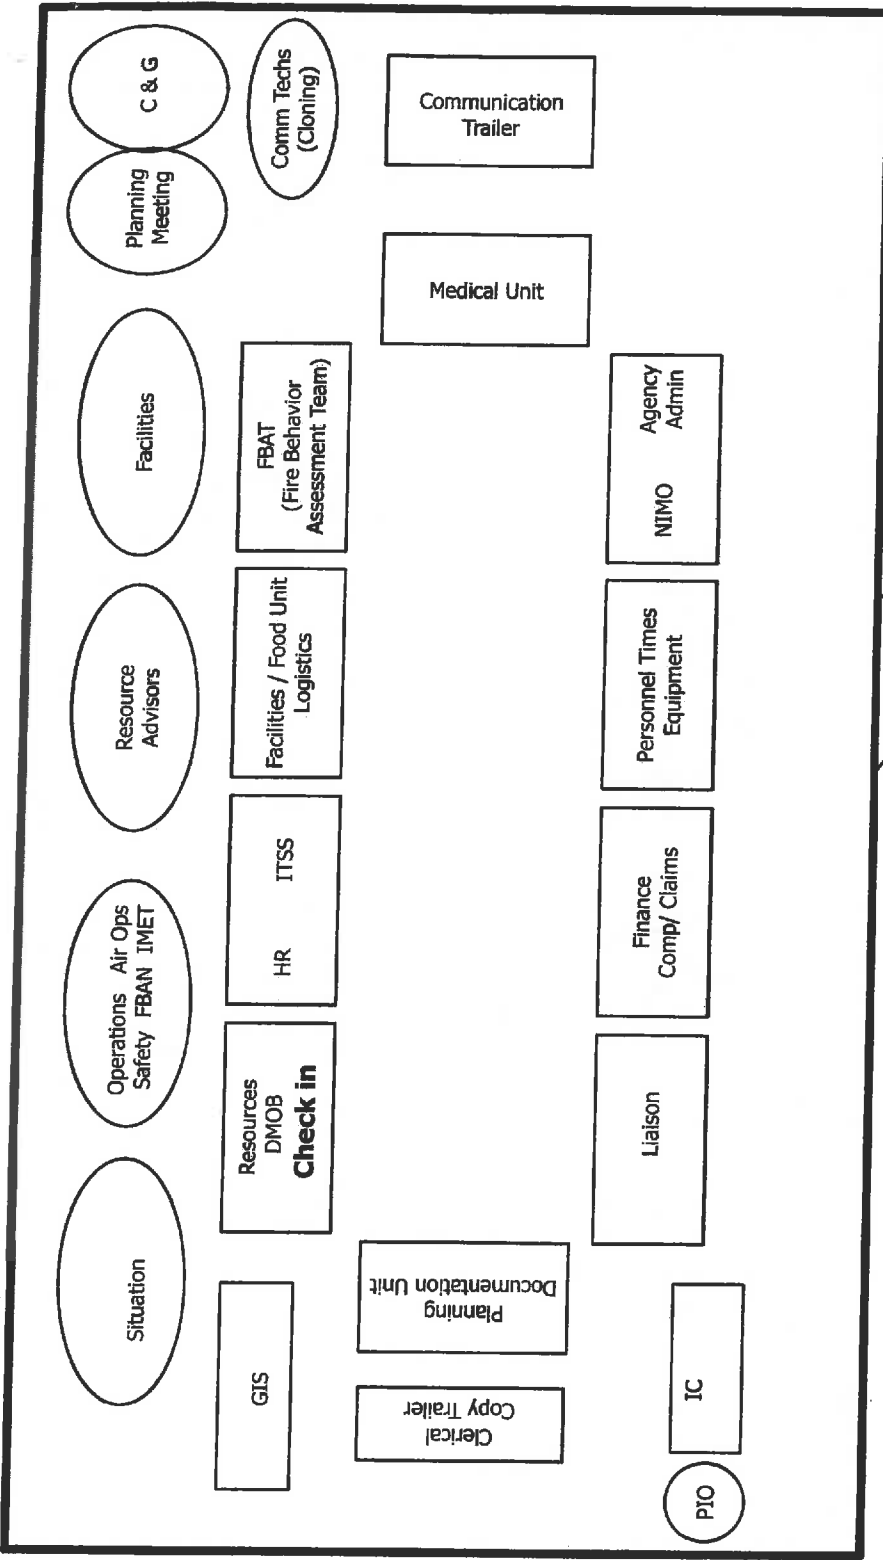 Situation
Operations Air Ops
Safety FBAN IMET
Resource
Advisors
Facilities
Planning
Meeting
C & G
GIS
Resources
DMOB
Check in
HR
ITSS
Facilities / Food Unit
Logistics
FBAT
(Fire Behavior
Assessment Team)
Comm Techs
(Cloning)
Clerical
Copy Trailer
Planning
Documentation Unit
Medical Unit
Communication
Trailer
PIO
IC
Liaison
Finance
Comp/ Claims
Personnel Times
Equipment
NIMO
Agency
Admin